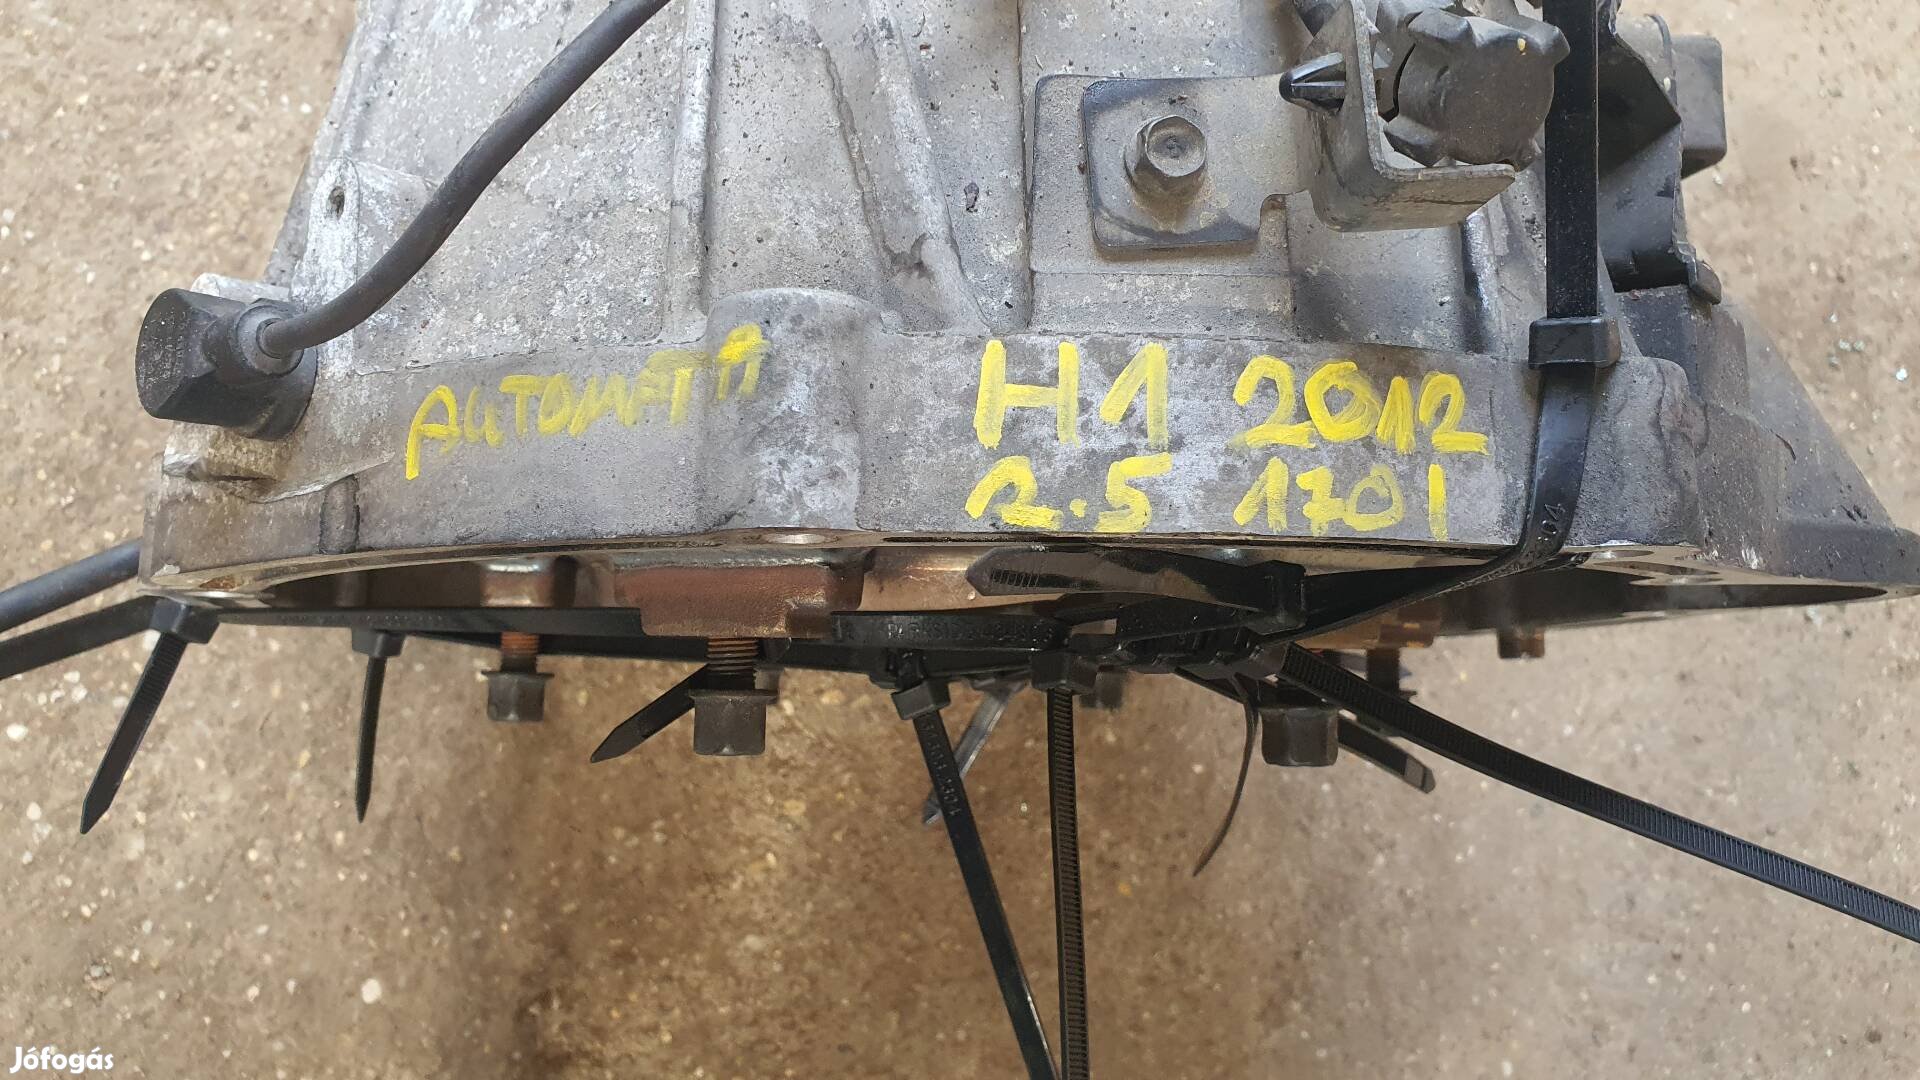 AUTOMATA
H1 2012
2.5 170 l
Jófogás